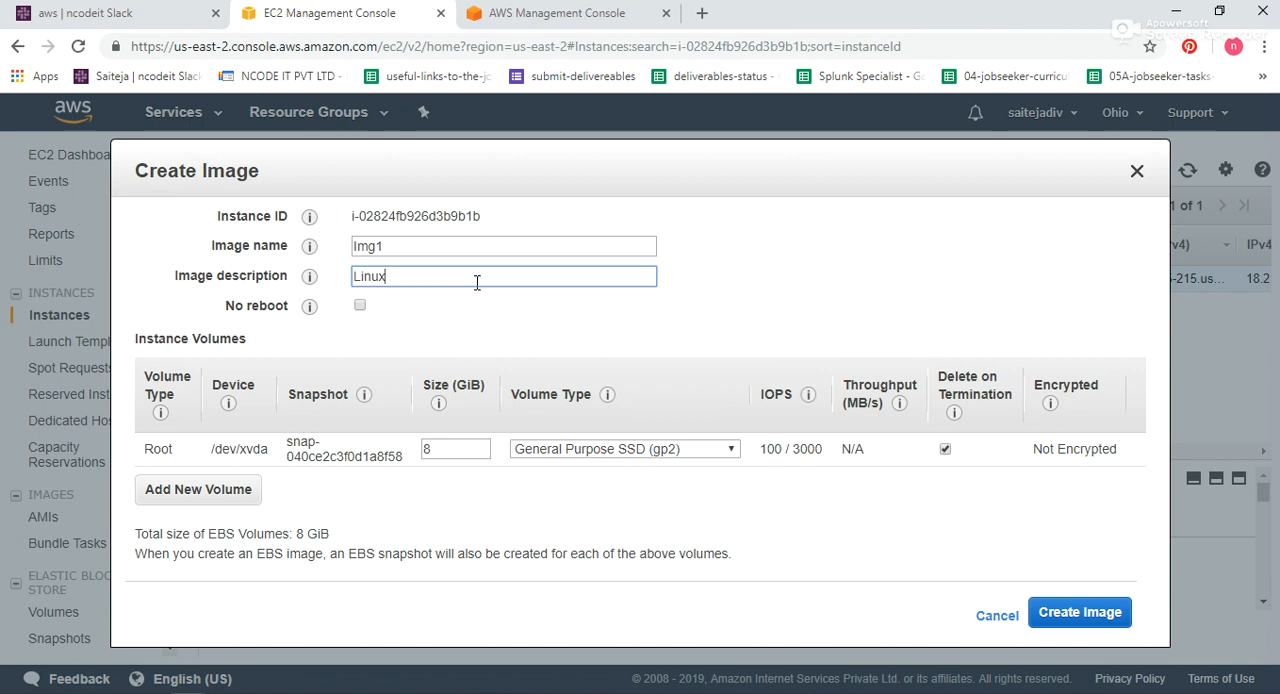 aws | ncodeit Slack
EC2 Management Console
AWS Management Console
Apowersoft
Screen Recorder
https://us-east-2.console.aws.amazon.com/ec2/v2/home?region=us-east-2#Instances:search=i-02824fb926d3b9b1b;sort=instanceId
n
Apps
Saiteja | ncodeit Slack
NCODE IT PVT LTD -
useful-links-to-the-jo
submit-delivereables
deliverables-status -
Splunk Specialist - G
04-jobseeker-curricu
05A-jobseeker-tasks-
»
aws
Services
Resource Groups
saitejadiv
Ohio
Support
EC2 Dashboa
Events
Tags
Reports
Limits
INSTANCES
Instances
Launch Templ
Spot Requests
Reserved Inst
Dedicated Hos
Capacity
Reservations
IMAGES
AMIs
Bundle Tasks
ELASTIC BLOC
STORE
Volumes
Snapshots
1 of 1
v4)
IPv4
-215.us...
18.2
Create Image
Instance ID
i-02824fb926d3b9b1b
Image name
Img1
Image description
Linux
No reboot
Instance Volumes
Volume
Type
Device
Snapshot
Size (GiB)
Volume Type
IOPS
Throughput
(MB/s)
Delete on
Termination
Encrypted
Root
/dev/xvda
snap-
040ce2c3f0d1a8f58
8
General Purpose SSD (gp2)
100 / 3000
N/A
Not Encrypted
Add New Volume
Total size of EBS Volumes: 8 GiB
When you create an EBS image, an EBS snapshot will also be created for each of the above volumes.
Cancel
Create Image
Feedback
English (US)
© 2008 - 2019, Amazon Internet Services Private Ltd. or its affiliates. All rights reserved.
Privacy Policy
Terms of Use